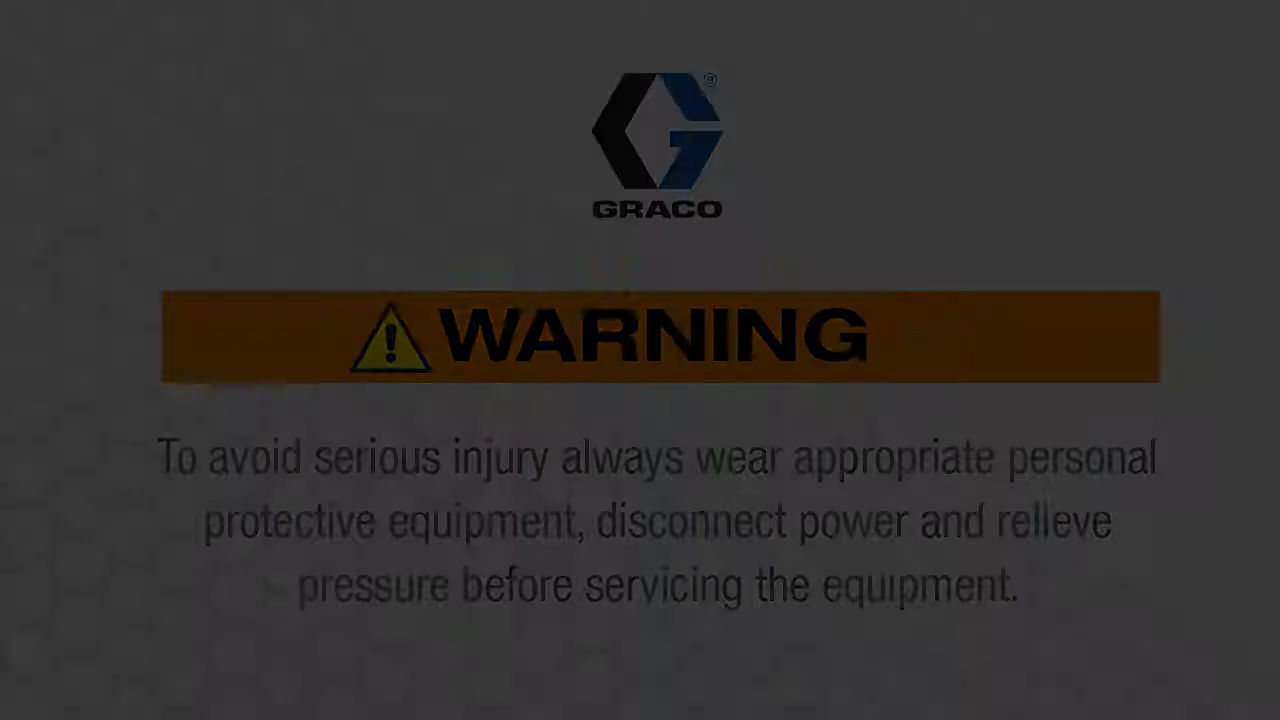 ®
GRACO
WARNING
To avoid serious injury always wear appropriate personal
protective equipment, disconnect power and relieve
pressure before servicing the equipment.